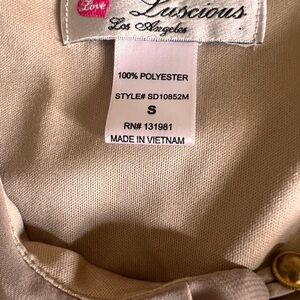 Love
Luscious
Los Angeles
100% POLYESTER
STYLE# SD10852M
S
RN# 131981
MADE IN VIETNAM